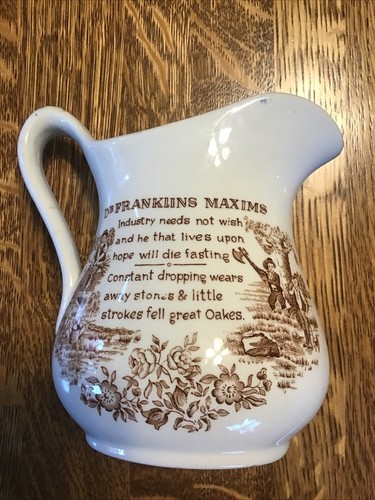 Dr FRANKLINS MAXIMS
Industry needs not wish
and he that lives upon
hope will die fasting
Constant dropping wears
away stones & little
strokes fell great Oakes.